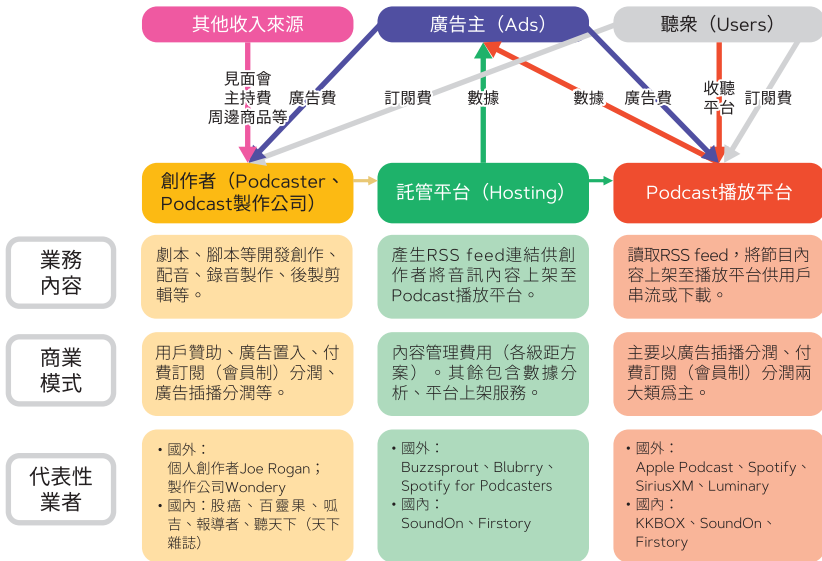 其他收入來源
廣告主（Ads）
聽衆（Users）
見面會
主持費
周邊商品等
廣告費
訂閱費
數據
數據
廣告費
收聽
平台
訂閱費
創作者（Podcaster、
Podcast製作公司）
託管平台（Hosting）
Podcast播放平台
業務
內容
劇本、腳本等開發創作、
配音、錄音製作、後製剪
輯等。
產生RSS feed連結供創
作者將音訊內容上架至
Podcast播放平台。
讀取RSS feed，將節目內
容上架至播放平台供用戶
串流或下載。
商業
模式
用戶贊助、廣告置入、付
費訂閱（會員制）分潤、
廣告插播分潤等。
內容管理費用（各級距方
案）。其餘包含數據分
析、平台上架服務。
主要以廣告插播分潤、付
費訂閱（會員制）分潤兩
大類爲主。
代表性
業者
•國外：
個人創作者Joe Rogan；
製作公司Wondery
•國內：股癌、百靈果、呱
吉、報導者、聽天下（天下
雜誌）
•國外：
Buzzsprout、Blubrry、
Spotify for Podcasters
•國內：
SoundOn、Firstory
•國外：
Apple Podcast、Spotify、
SiriusXM、Luminary
•國內：
KKBOX、SoundOn、
Firstory